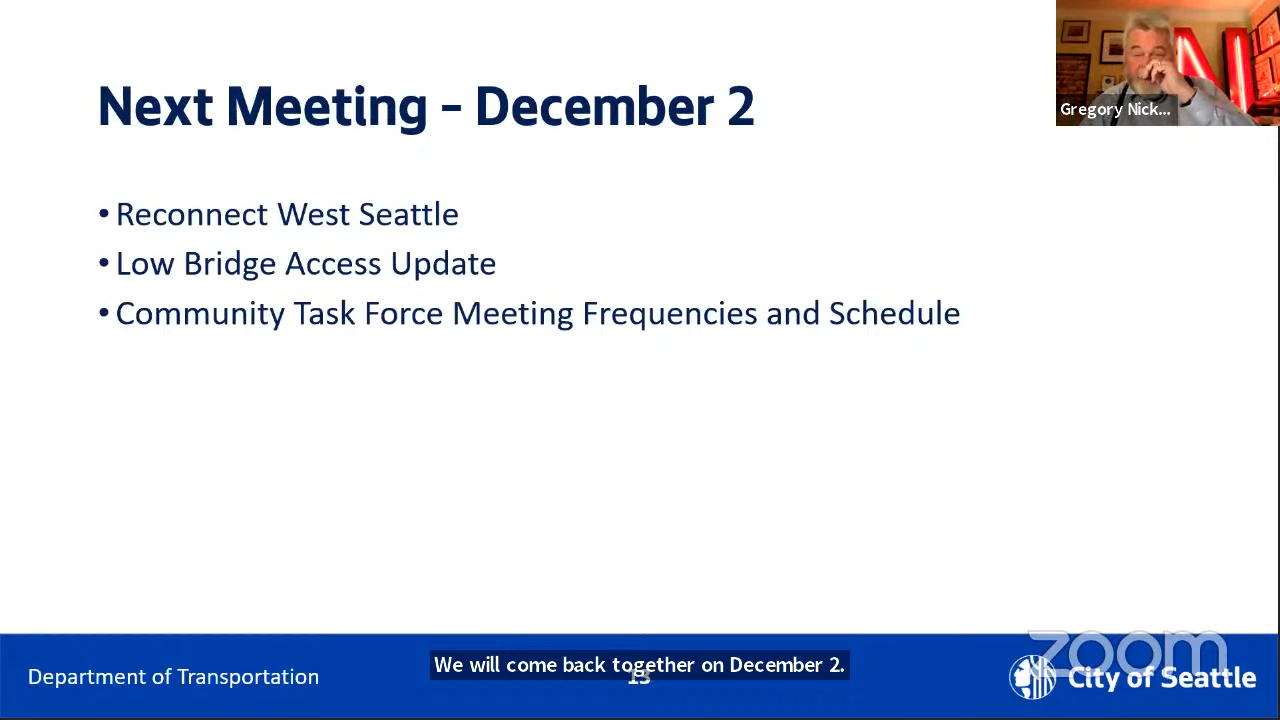 Next Meeting - December 2
Gregory Nick...
• Reconnect West Seattle
• Low Bridge Access Update
• Community Task Force Meeting Frequencies and Schedule
zoom
We will come back together on December 2.
Department of Transportation
13
City of Seattle